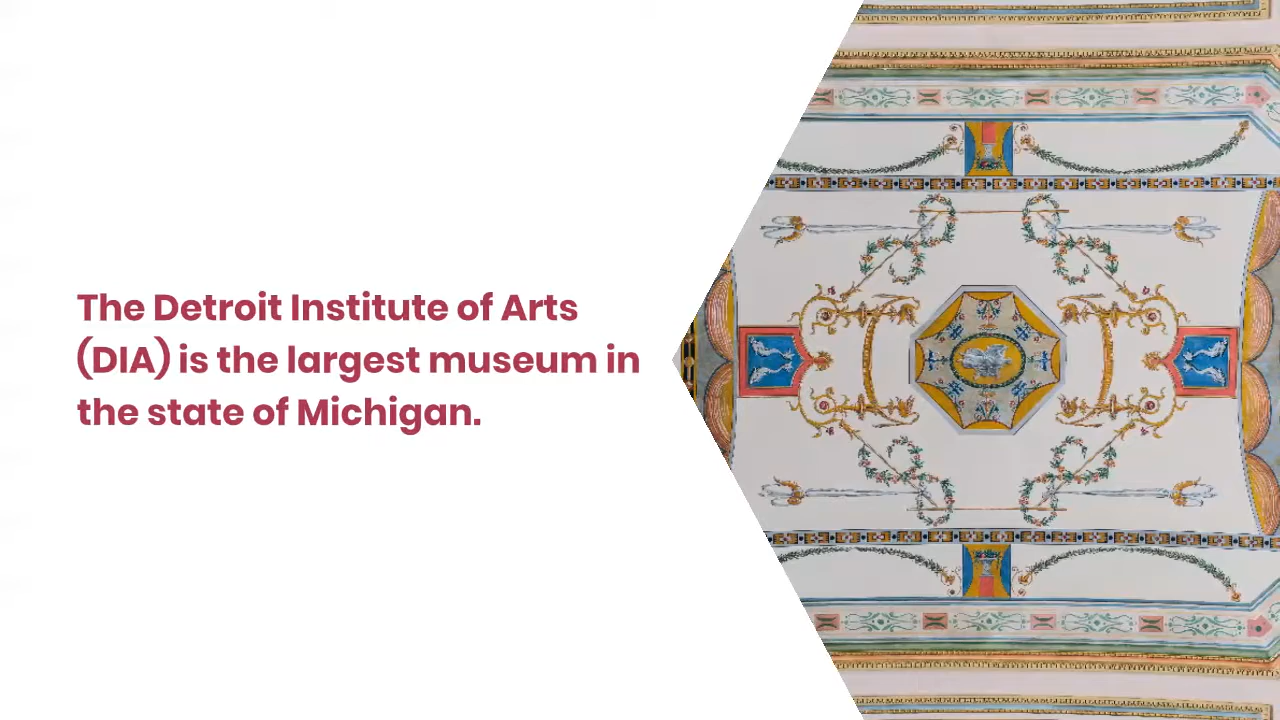 The Detroit Institute of Arts
(DIA) is the largest museum in
the state of Michigan.